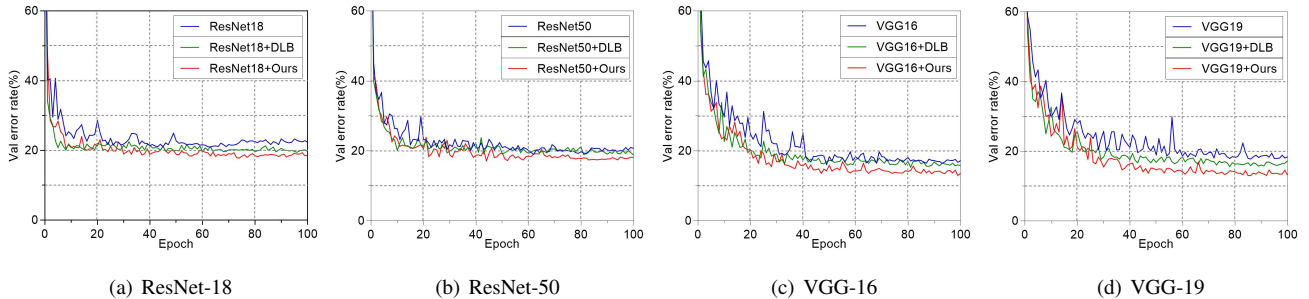 Val error rate(%)
60
40
20
0
ResNet18
ResNet18+DLB
ResNet18+Ours
0 20 40 60 80 100
Epoch
(a) ResNet-18
Val error rate(%)
60
40
20
0
ResNet50
ResNet50+DLB
ResNet50+Ours
0 20 40 60 80 100
Epoch
(b) ResNet-50
Val error rate(%)
60
40
20
0
VGG16
VGG16+DLB
VGG16+Ours
0 20 40 60 80 100
Epoch
(c) VGG-16
Val error rate(%)
60
40
20
0
VGG19
VGG19+DLB
VGG19+Ours
0 20 40 60 80 100
Epoch
(d) VGG-19